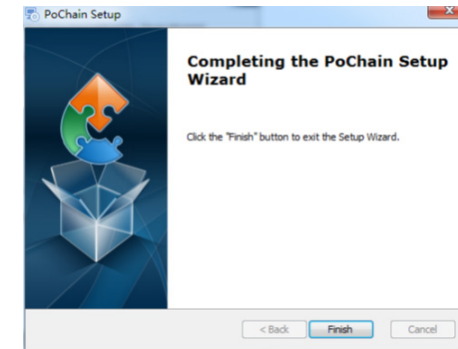 PoChain Setup
Completing the PoChain Setup
Wizard
Click the "Finish" button to exit the Setup Wizard.
< Back Finish Cancel